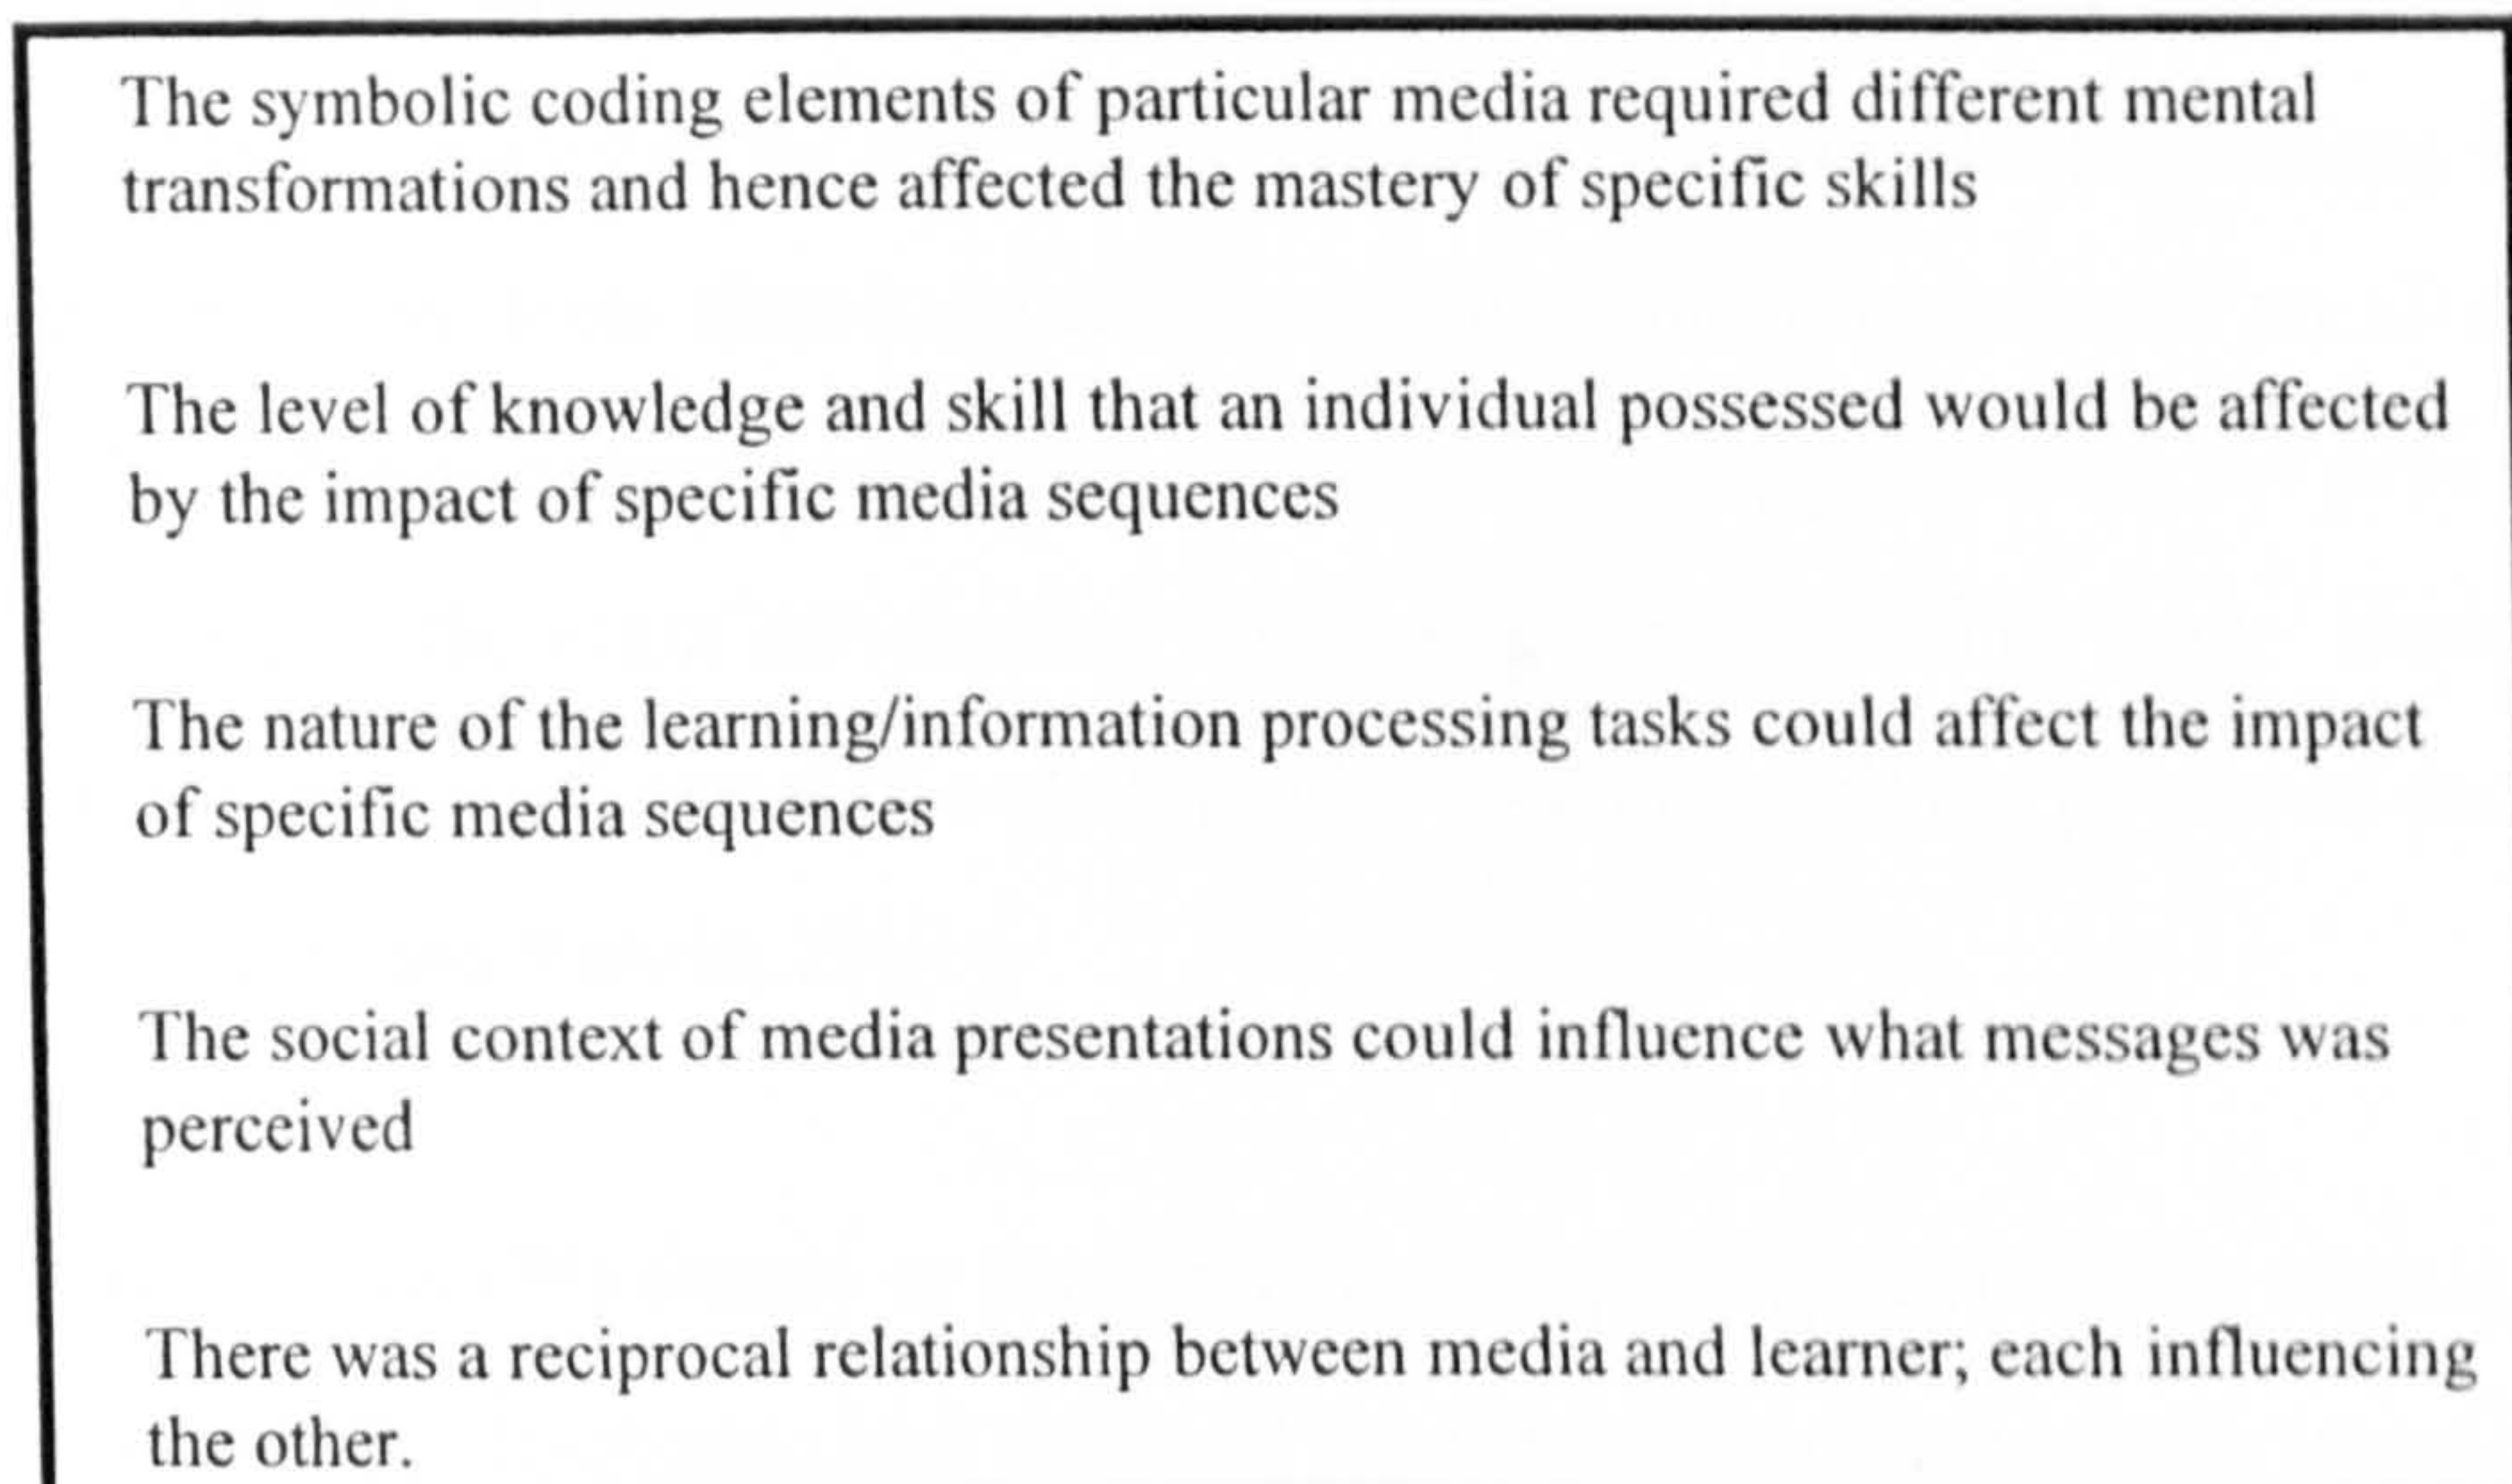 The symbolic coding elements of particular media required different mental
transformations and hence affected the mastery of specific skills
The level of knowledge and skill that an individual possessed would be affected
by the impact of specific media sequences
The nature of the learning/information processing tasks could affect the impact
of specific media sequences
The social context of media presentations could influence what messages was
perceived
There was a reciprocal relationship between media and learner; each influencing
the other.